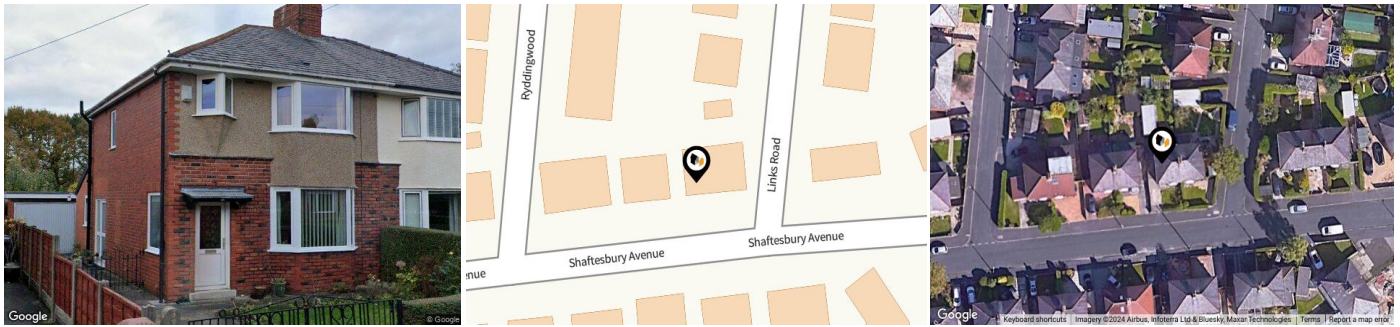 Google
© Google
Ryddingwood
Links Road
enue
Shaftesbury Avenue
Shaftesbury Avenue
Google
Keyboard shortcuts
Imagery ©2024 Airbus, Infoterra Ltd & Bluesky, Maxar Technologies
Terms
Report a map error